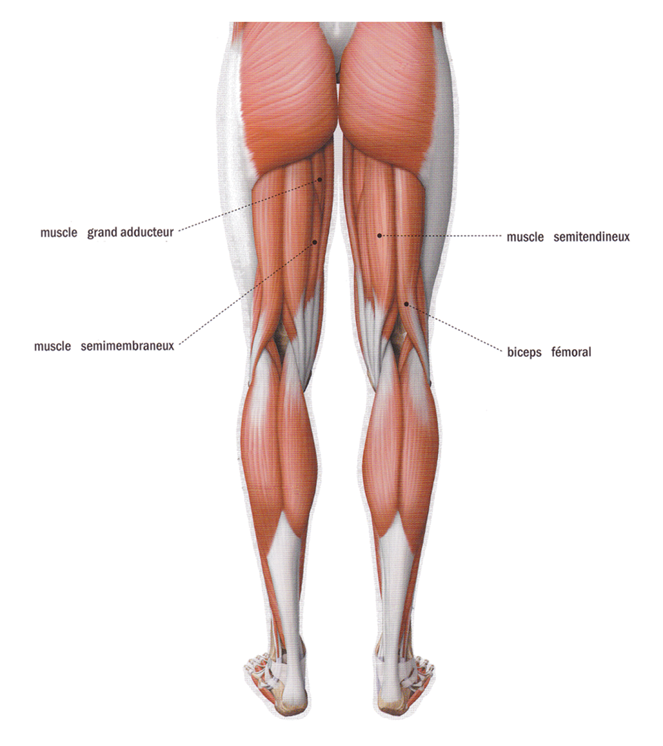 muscle grand adducteur
muscle semitendineux
muscle semimembraneux
biceps fémoral